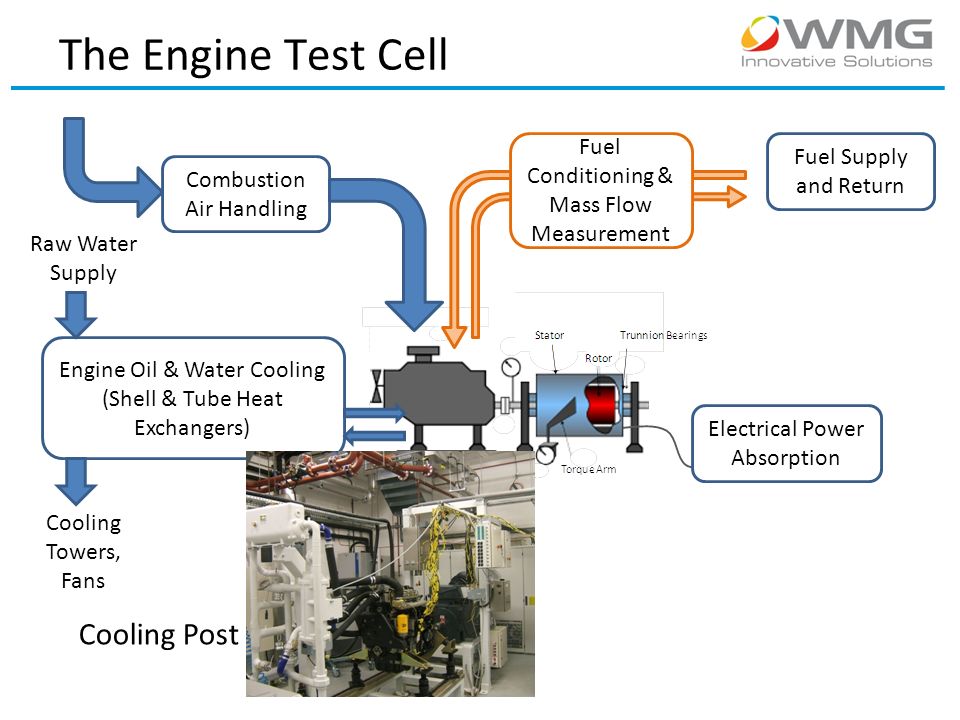 The Engine Test Cell
WMG
Innovative Solutions
Combustion
Air Handling
Fuel
Conditioning &
Mass Flow
Measurement
Fuel Supply
and Return
Raw Water
Supply
Engine Oil & Water Cooling
(Shell & Tube Heat
Exchangers)
Stator
Trunnion Bearings
Rotor
Torque Arm
Electrical Power
Absorption
Cooling
Towers,
Fans
Cooling Post